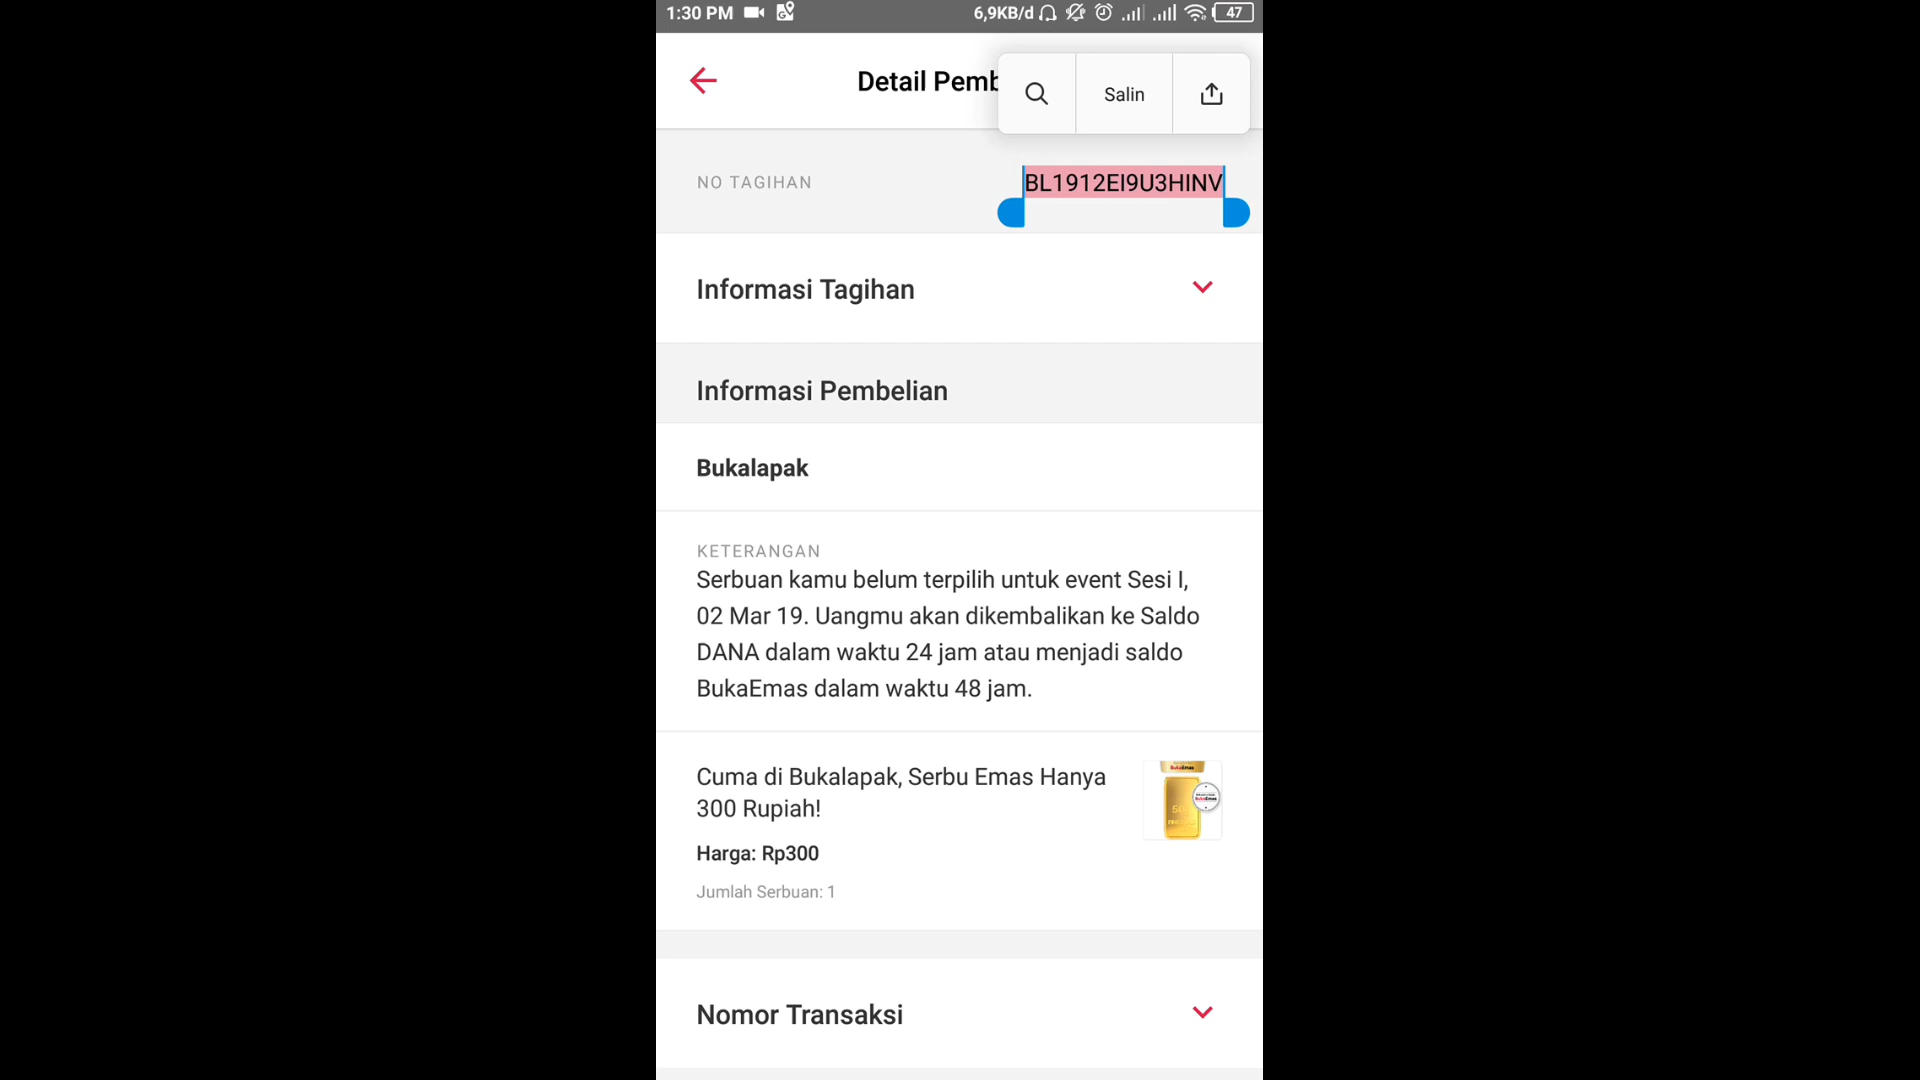 1:30 PM 6,9KB/d 47
Detail Pemb
Salin
NO TAGIHAN BL1912EI9U3HINV
Informasi Tagihan
Informasi Pembelian
Bukalapak
KETERANGAN
Serbuan kamu belum terpilih untuk event Sesi I,
02 Mar 19. Uangmu akan dikembalikan ke Saldo
DANA dalam waktu 24 jam atau menjadi saldo
BukaEmas dalam waktu 48 jam.
Cuma di Bukalapak, Serbu Emas Hanya
300 Rupiah!
BukaEmas
BukaEmas
Harga: Rp300
Jumlah Serbuan: 1
Nomor Transaksi